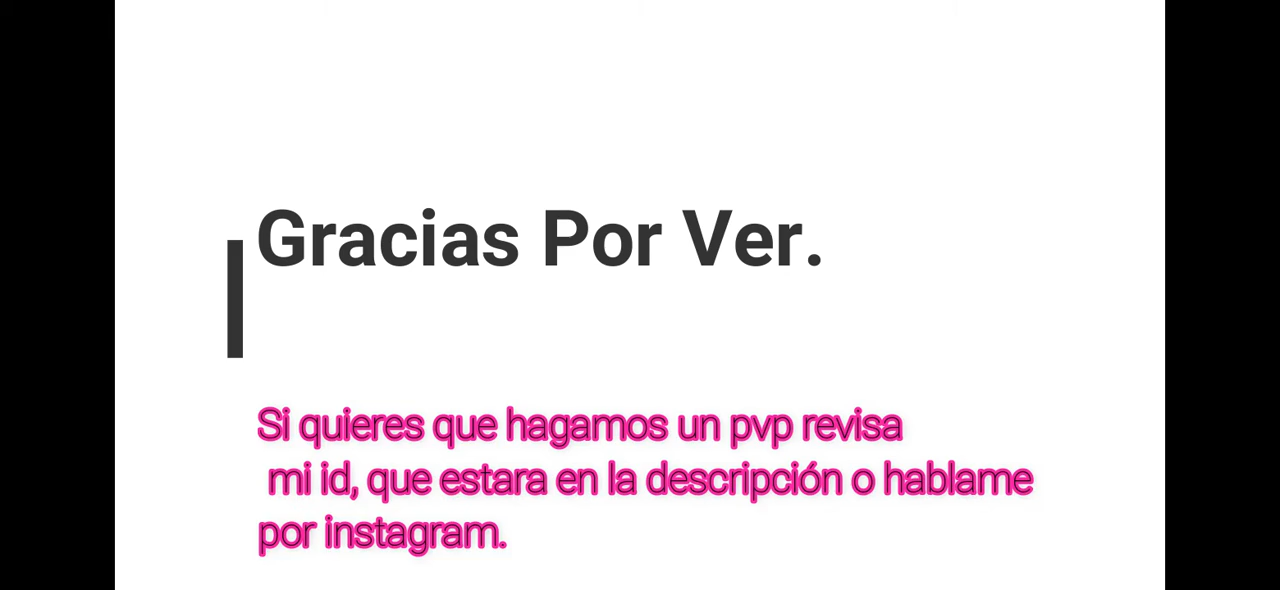 Gracias Por Ver.
Si quieres que hagamos un pvp revisa
mi id, que estara en la descripción o hablame
por instagram.